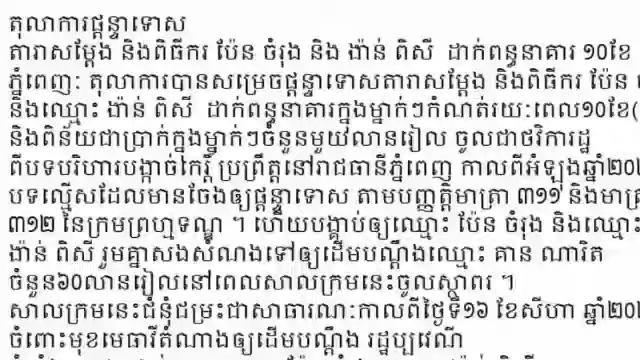 តុលាការផ្តន្ទាទោស
តារាសម្តែង និងពិធីករ ប៉ែន ចំរុង និង ង៉ាន់ ពិសី ដាក់ពន្ធនាគារ ១០ខែ
ភ្នំពេញ: តុលាការបានសម្រេចផ្តន្ទាទោសតារាសម្តែង និងពិធីករ ប៉ែន
និងឈ្មោះ ង៉ាន់ ពិសី ដាក់ពន្ធនាគារក្នុងម្នាក់ៗកំណត់រយ:ពេល១០ខែ(
និងពិន័យជាប្រាក់ក្នុងម្នាក់ៗចំនួនមួយលានរៀល ចូលជាថវិការដ្ឋ
ពីបទបរិហារបង្កាច់កេរ្តិ៍ ប្រព្រឹត្តនៅរាជធានីភ្នំពេញ កាលពីអំឡុងឆ្នាំ២០
បទល្មើសដែលមានចែងឲ្យផ្តន្ទាទោស តាមបញ្ញត្តិមាត្រា ៣១១ និងមាត្រ
៣១២ នៃក្រមព្រហ្មទណ្ឌ ។ ហើយបង្គាប់ឲ្យឈ្មោះ ប៉ែន ចំរុង និងឈ្មោះ
ង៉ាន់ ពិសី រួមគ្នាសងសំណងទៅឲ្យដើមបណ្តឹងឈ្មោះ គាន ណារិត
ចំនួន៦០លានរៀលនៅពេលសាលក្រមនេះចូលស្ថាពរ ។
សាលក្រមនេះជំនុំជម្រះជាសាធារណ:កាលពីថ្ងៃទី១៦ ខែសីហា ឆ្នាំ២០
ចំពោះមុខមេធាវីតំណាងឲ្យដើមបណ្តឹង រដ្ឋប្បវេណី